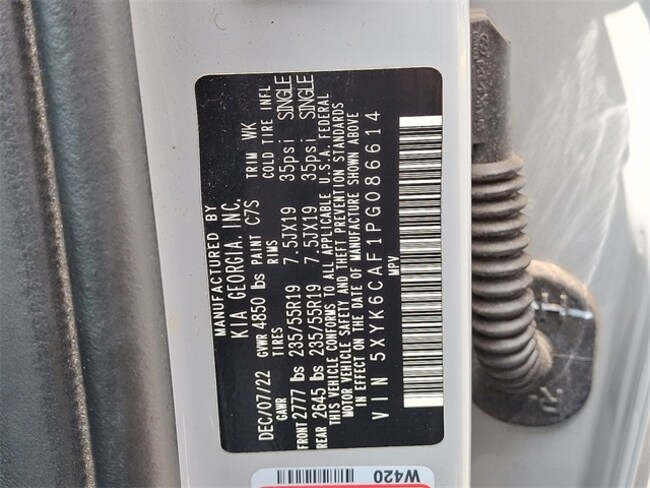 MANUFACTURED BY
KIA GEORGIA, INC.
DEC/07/22 GVWR 4850 lbs PAINT C7S TRIM WK
GAWR TIRES RIMS COLD TIRE INFL
FRONT 2777 lbs 235/55R19 7.5JX19 35psi SINGLE
REAR 2645 lbs 235/55R19 7.5JX19 35psi SINGLE
THIS VEHICLE CONFORMS TO ALL APPLICABLE U.S.A. FEDERAL
MOTOR VEHICLE SAFETY AND THEFT PREVENTION STANDARDS
IN EFFECT ON THE DATE OF MANUFACTURE SHOWN ABOVE
VIN 5XYK6CAF1PG086614
MPV
W420